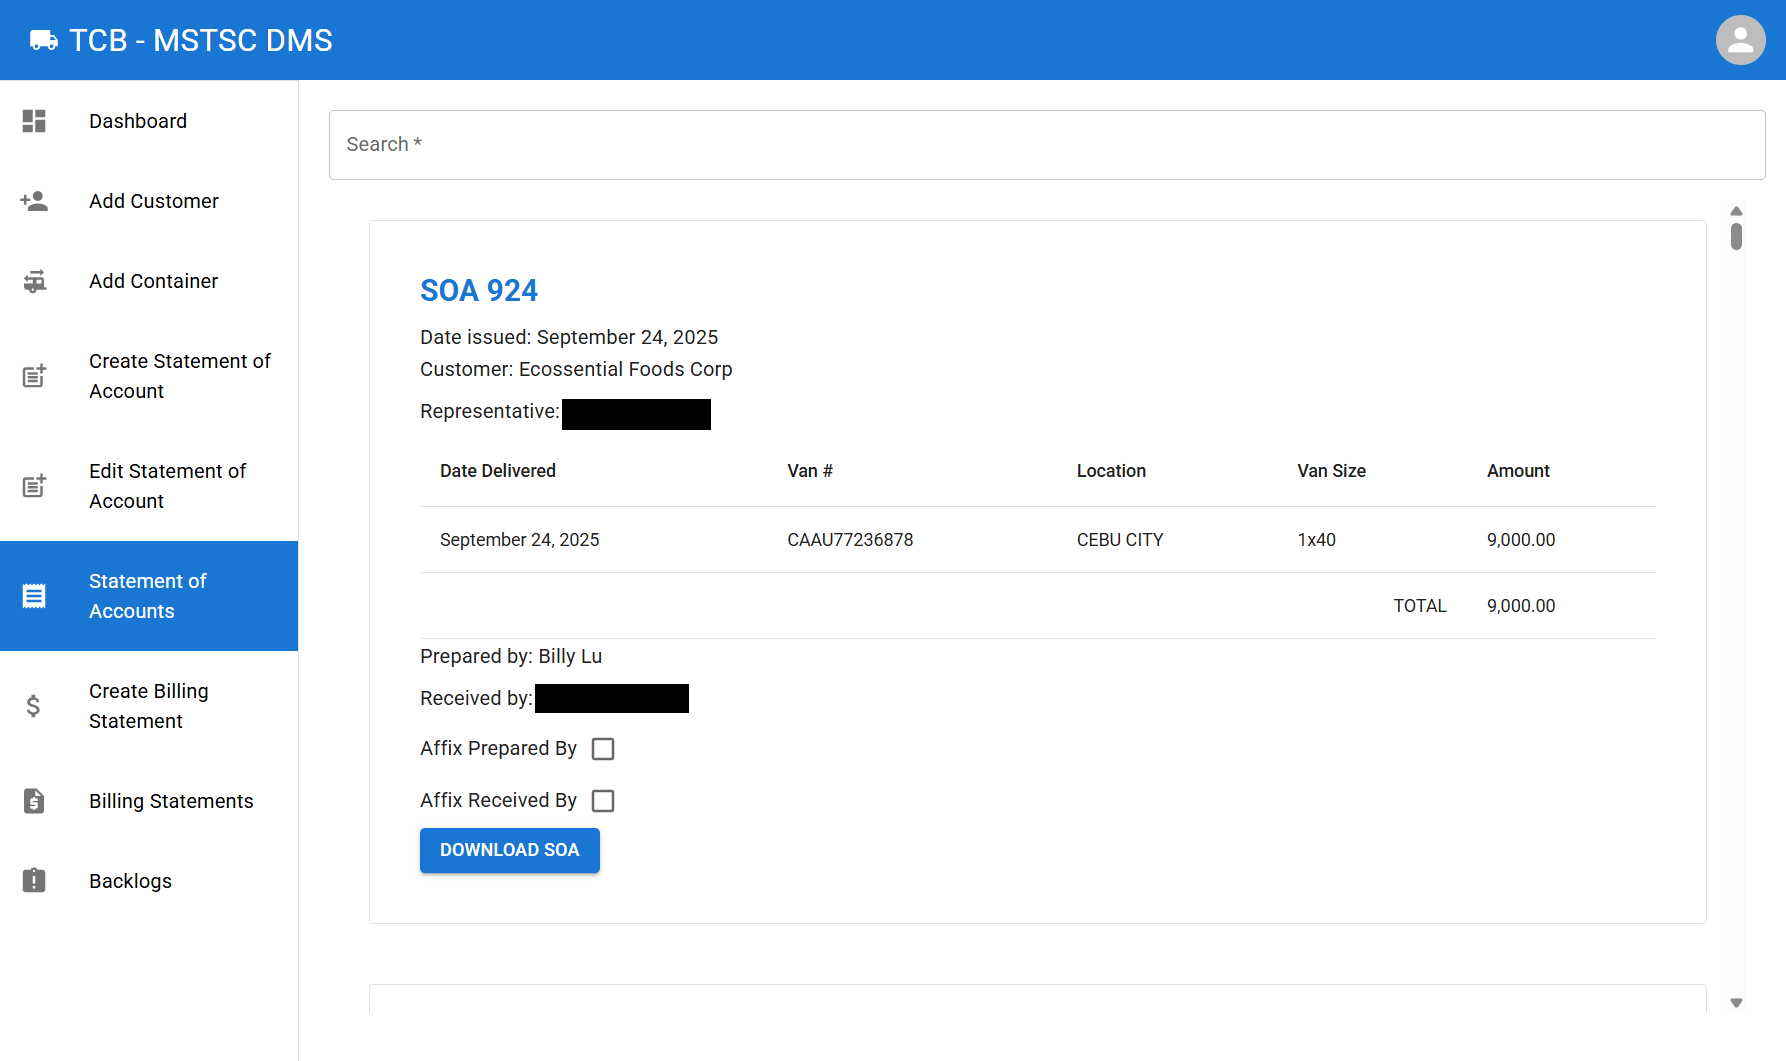 TCB - MSTSC DMS
Dashboard
Add Customer
Add Container
Create Statement of
Account
Edit Statement of
Account
Statement of
Accounts
Create Billing
Statement
Billing Statements
Backlogs
Search *
SOA 924
Date issued: September 24, 2025
Customer: Ecossential Foods Corp
Representative:
Date Delivered Van # Location Van Size Amount
September 24, 2025 CAAU77236878 CEBU CITY 1x40 9,000.00
TOTAL 9,000.00
Prepared by: Billy Lu
Received by:
Affix Prepared By
Affix Received By
DOWNLOAD SOA